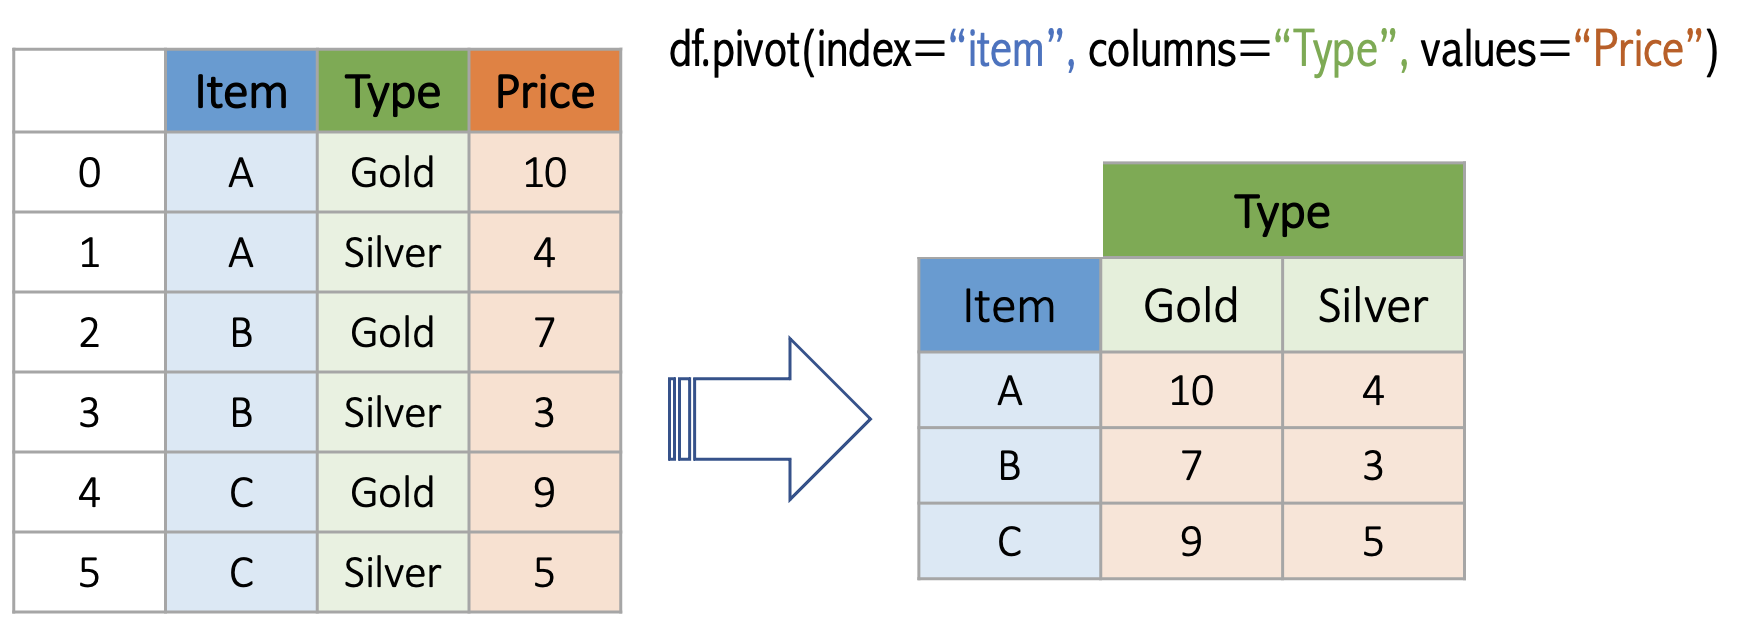 df.pivot(index=“item”, columns=“Type”, values=“Price”)
Item Type Price
0 A Gold 10
1 A Silver 4
2 B Gold 7
3 B Silver 3
4 C Gold 9
5 C Silver 5
Type
Item Gold Silver
A 10 4
B 7 3
C 9 5